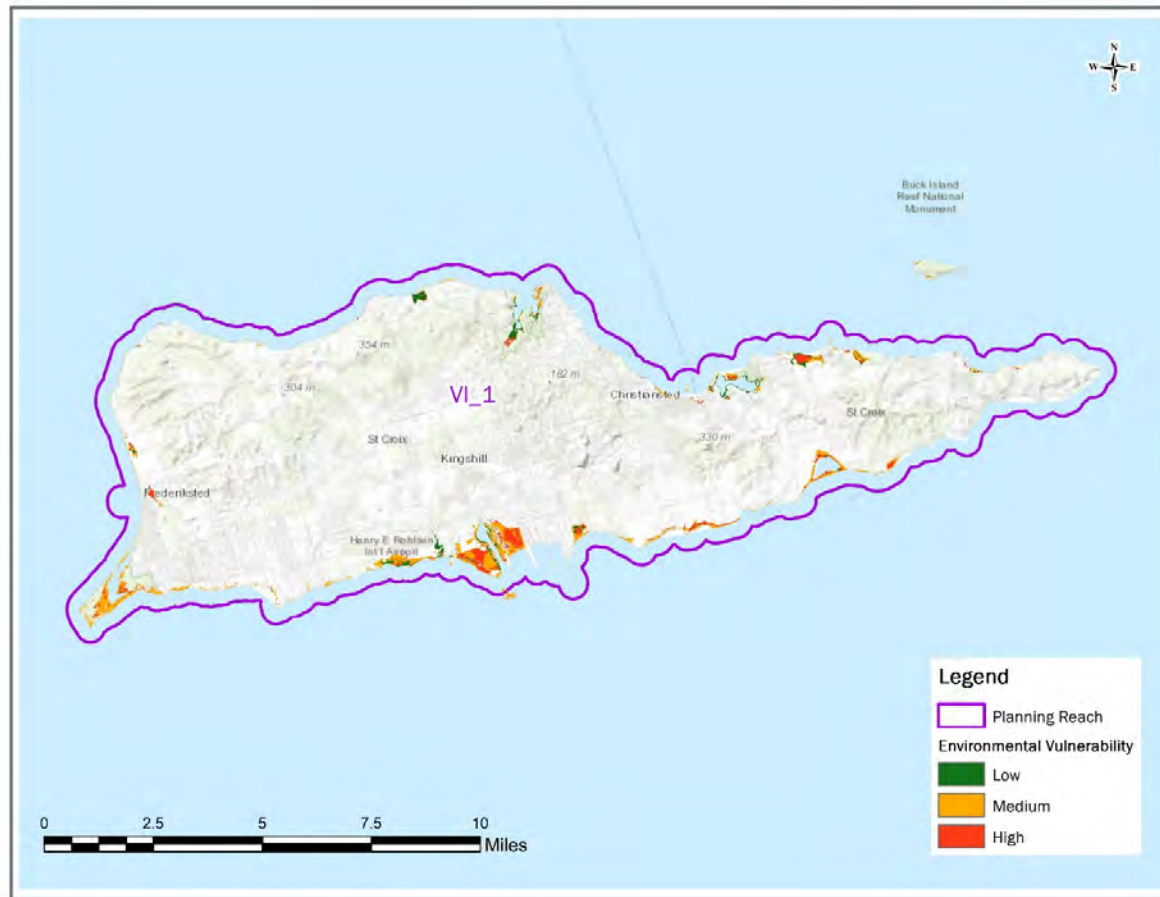 N
W E
S
Buck Island
Reef National
Monument
354 m
304 m
VI_1
182 m
Christiansted
St Croix
330 m
St Croix
Kingshill
Frederiksted
Henry E Rohlsen
Int'l Airport
Legend
Planning Reach
Environmental Vulnerability
Low
Medium
High
0 2.5 5 7.5 10
Miles